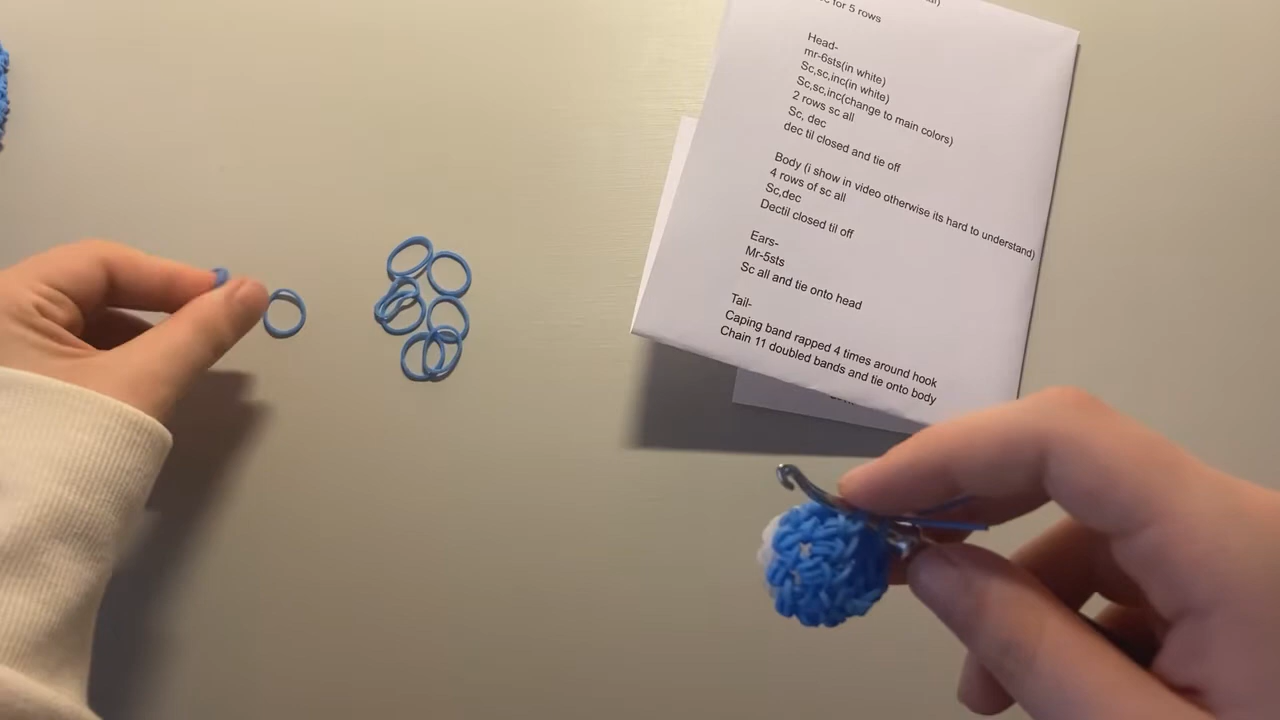 for 5 rows
Head-
mr-6sts(in white)
Sc,sc,inc(in white)
Sc,sc,inc(change to main colors)
2 rows sc all
Sc, dec
dec til closed and tie off
Body (i show in video otherwise its hard to understand)
4 rows of sc all
Sc,dec
Dectil closed til off
Ears-
Mr-5sts
Sc all and tie onto head
Tail-
Caping band rapped 4 times around hook
Chain 11 doubled bands and tie onto body